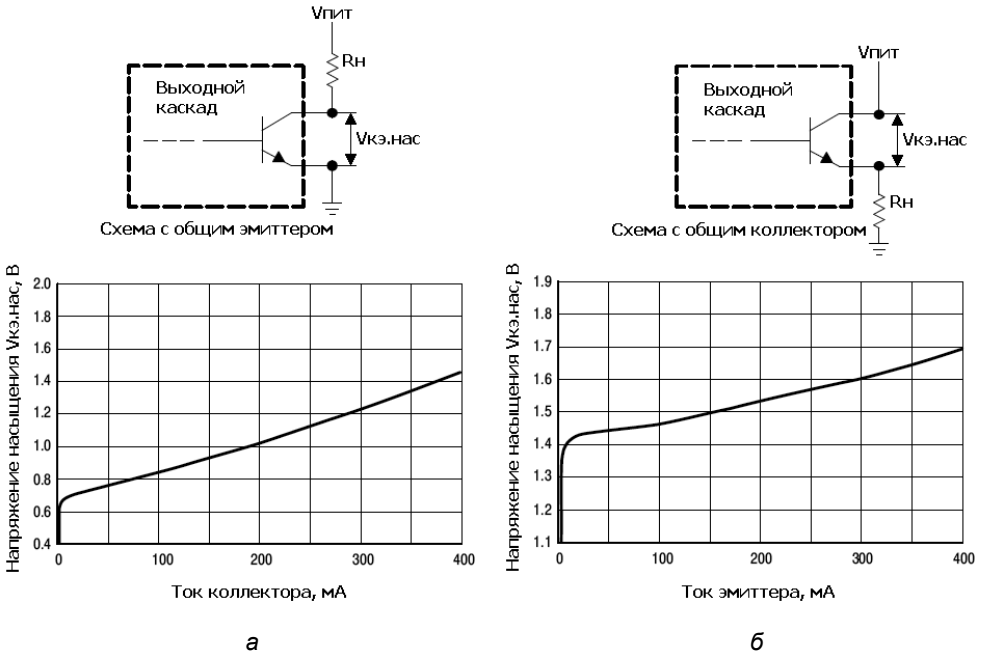 Vпит
Rн
Выходной
каскад
Vкэ.нас
Схема с общим эмиттером
Vпит
Выходной
каскад
Vкэ.нас
Rн
Схема с общим коллектором
Напряжение насыщения Vкэ.нас, В
2.0
1.8
1.6
1.4
1.2
1.0
0.8
0.6
0.4
0 100 200 300 400
Ток коллектора, мА
а
Напряжение насыщения Vкэ.нас, В
1.9
1.8
1.7
1.6
1.5
1.4
1.3
1.2
1.1
0 100 200 300 400
Ток эмиттера, мА
б